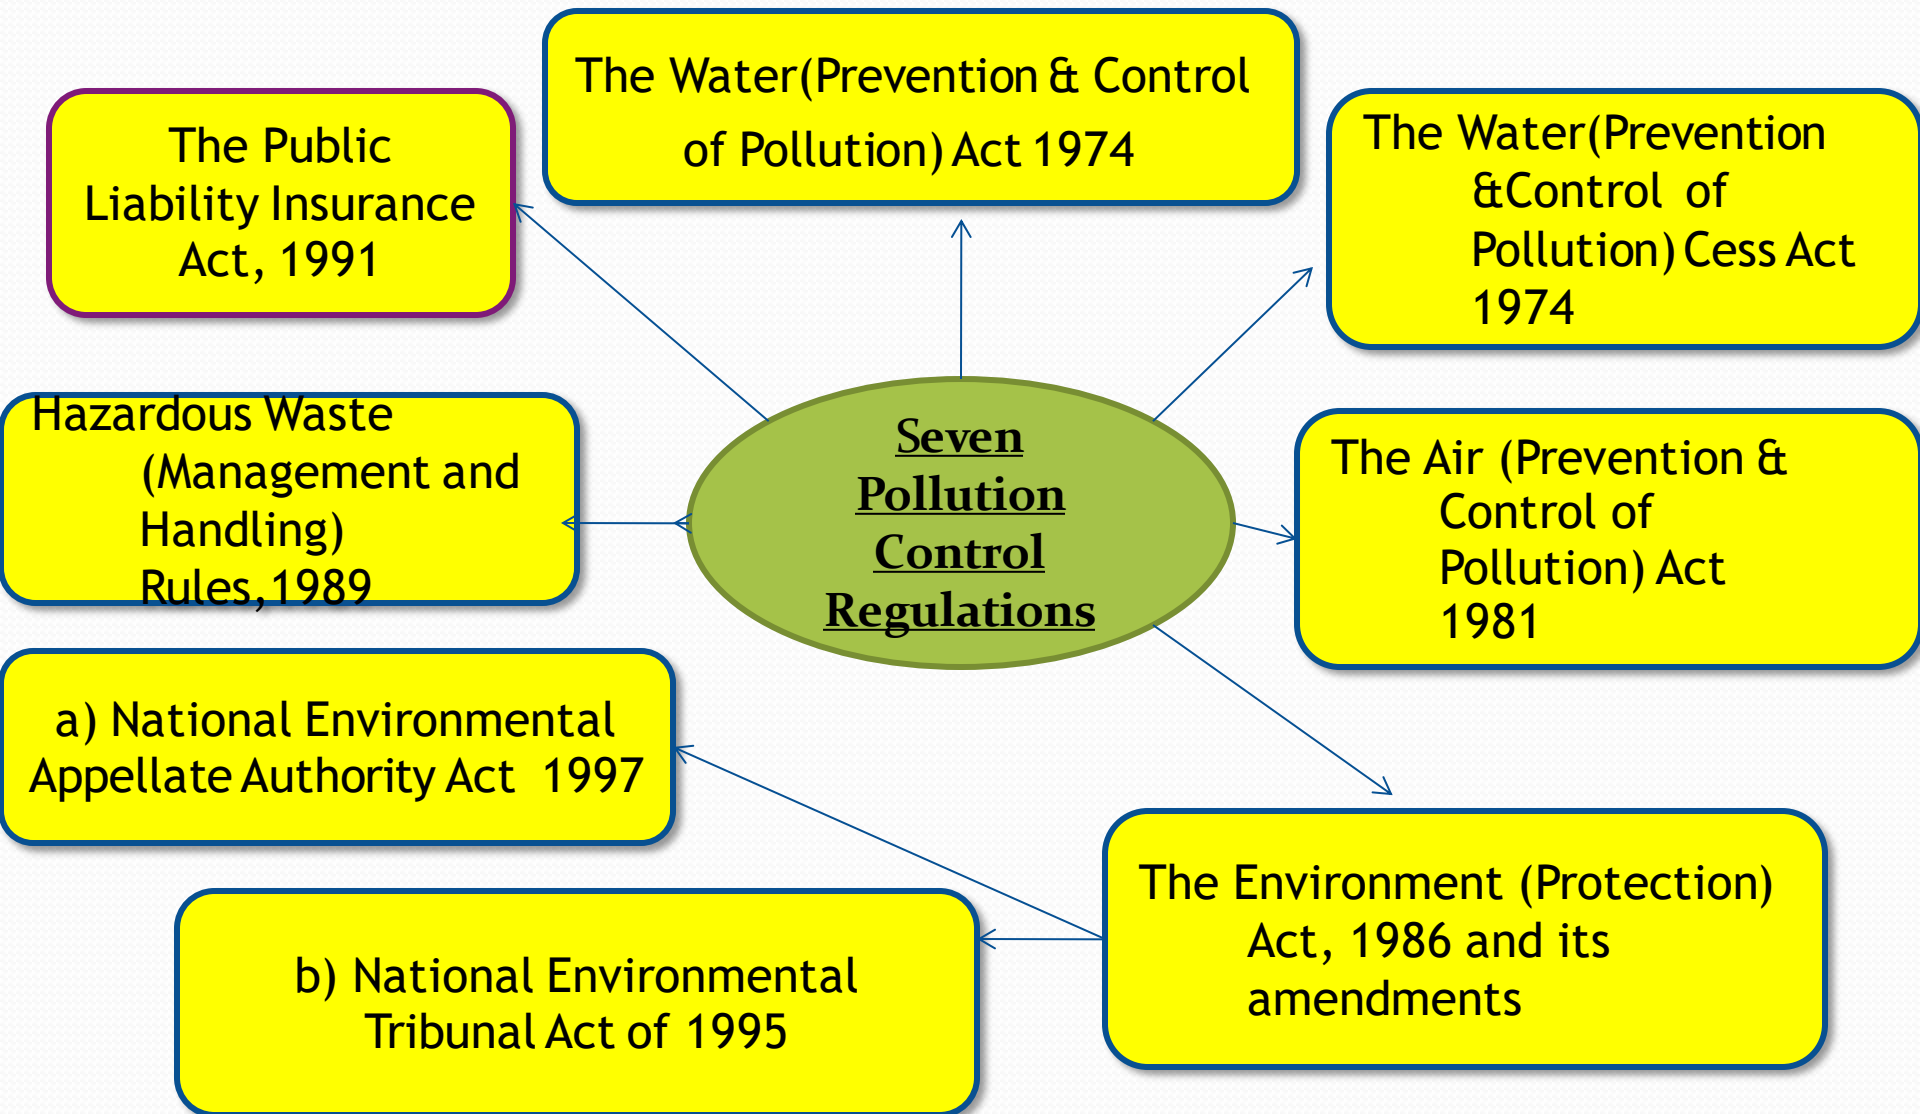 The Water(Prevention & Control
of Pollution) Act 1974
The Public
Liability Insurance
Act, 1991
The Water(Prevention
&Control of
Pollution) Cess Act
1974
Hazardous Waste
(Management and
Handling)
Rules,1989
Seven
Pollution
Control
Regulations
The Air (Prevention &
Control of
Pollution) Act
1981
a) National Environmental
Appellate Authority Act 1997
The Environment (Protection)
Act, 1986 and its
amendments
b) National Environmental
Tribunal Act of 1995